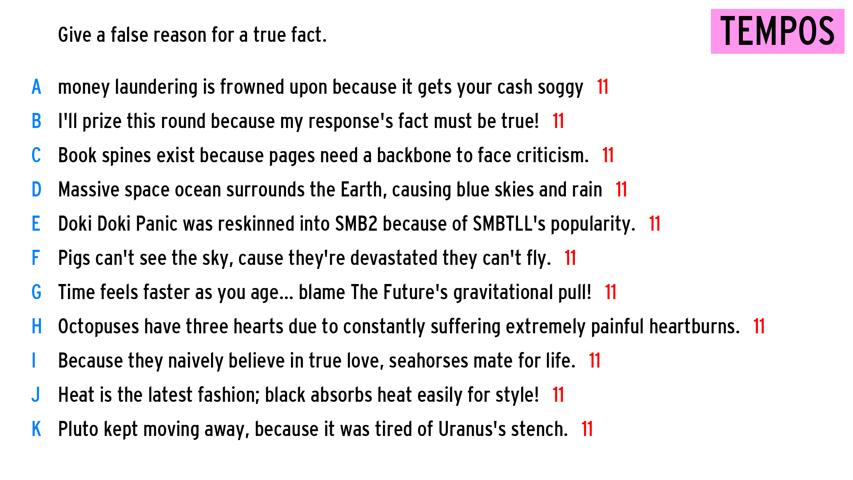 Give a false reason for a true fact.
TEMPOS
A money laundering is frowned upon because it gets your cash soggy 11
B I'll prize this round because my response's fact must be true! 11
C Book spines exist because pages need a backbone to face criticism. 11
D Massive space ocean surrounds the Earth, causing blue skies and rain 11
E Doki Doki Panic was reskinned into SMB2 because of SMBTLL's popularity. 11
F Pigs can't see the sky, cause they're devastated they can't fly. 11
G Time feels faster as you age... blame The Future's gravitational pull! 11
H Octopuses have three hearts due to constantly suffering extremely painful heartburns. 11
I Because they naively believe in true love, seahorses mate for life. 11
J Heat is the latest fashion; black absorbs heat easily for style! 11
K Pluto kept moving away, because it was tired of Uranus's stench. 11